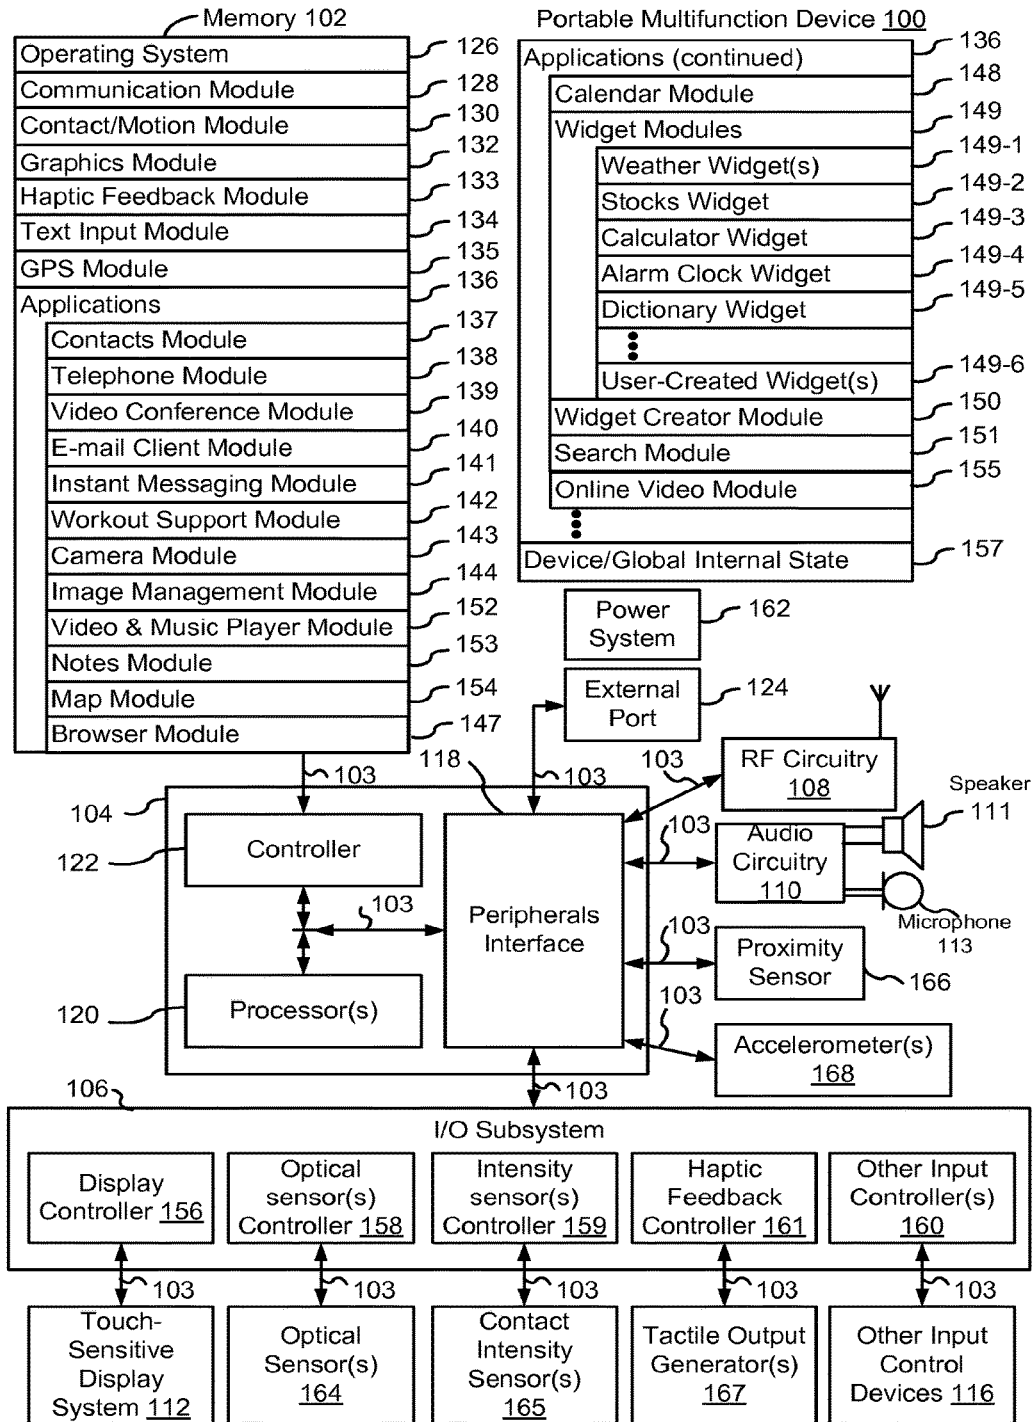 Memory 102
Operating System 126
Communication Module 128
Contact/Motion Module 130
Graphics Module 132
Haptic Feedback Module 133
Text Input Module 134
GPS Module 135
Applications 136
Contacts Module 137
Telephone Module 138
Video Conference Module 139
E-mail Client Module 140
Instant Messaging Module 141
Workout Support Module 142
Camera Module 143
Image Management Module 144
Video & Music Player Module 152
Notes Module 153
Map Module 154
Browser Module 147
Portable Multifunction Device 100
Applications (continued) 136
Calendar Module 148
Widget Modules 149
Weather Widget(s) 149-1
Stocks Widget 149-2
Calculator Widget 149-3
Alarm Clock Widget 149-4
Dictionary Widget 149-5
User-Created Widget(s) 149-6
Widget Creator Module 150
Search Module 151
Online Video Module 155
Device/Global Internal State 157
Power
System
162
External
Port
124
103
118
103
103
RF Circuitry
108
104
Speaker
111
122
Controller
103
Audio
Circuitry
110
103
Peripherals
Interface
Microphone
113
103
Proximity
Sensor
166
120
Processor(s)
103
Accelerometer(s)
168
103
106
I/O Subsystem
Display
Controller 156
Optical
sensor(s)
Controller 158
Intensity
sensor(s)
Controller 159
Haptic
Feedback
Controller 161
Other Input
Controller(s)
160
103
103
103
103
103
Touch-
Sensitive
Display
System 112
Optical
Sensor(s)
164
Contact
Intensity
Sensor(s)
165
Tactile Output
Generator(s)
167
Other Input
Control
Devices 116